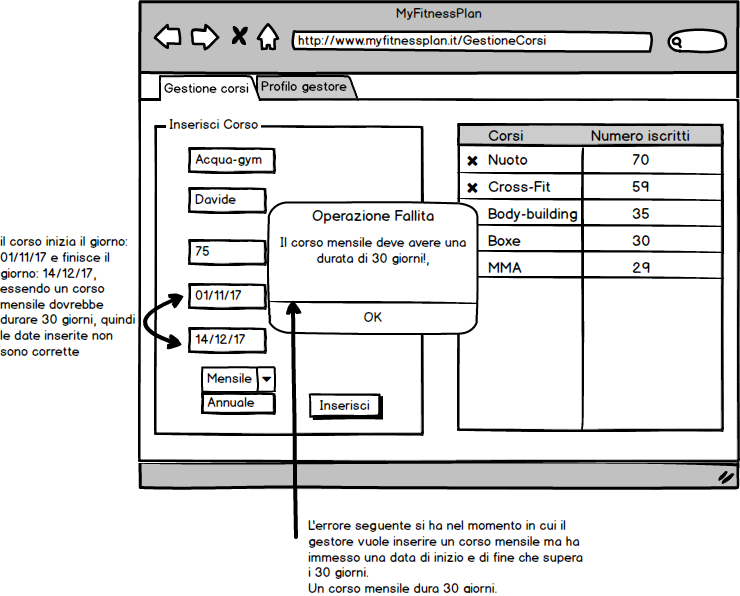 MyFitnessPlan
http://www.myfitnessplan.it/GestioneCorsi
Gestione corsi
Profilo gestore
Inserisci Corso
Acqua-gym
Davide
75
01/11/17
14/12/17
Mensile
Annuale
Inserisci
Operazione Fallita
Il corso mensile deve avere una
durata di 30 giorni!,
OK
Corsi Numero iscritti
Nuoto 70
Cross-Fit 59
Body-building 35
Boxe 30
MMA 29
il corso inizia il giorno:
01/11/17 e finisce il
giorno: 14/12/17,
essendo un corso
mensile dovrebbe
durare 30 giorni, quindi
le date inserite non
sono corrette
L'errore seguente si ha nel momento in cui il
gestore vuole inserire un corso mensile ma ha
immesso una data di inizio e di fine che supera
i 30 giorni.
Un corso mensile dura 30 giorni.